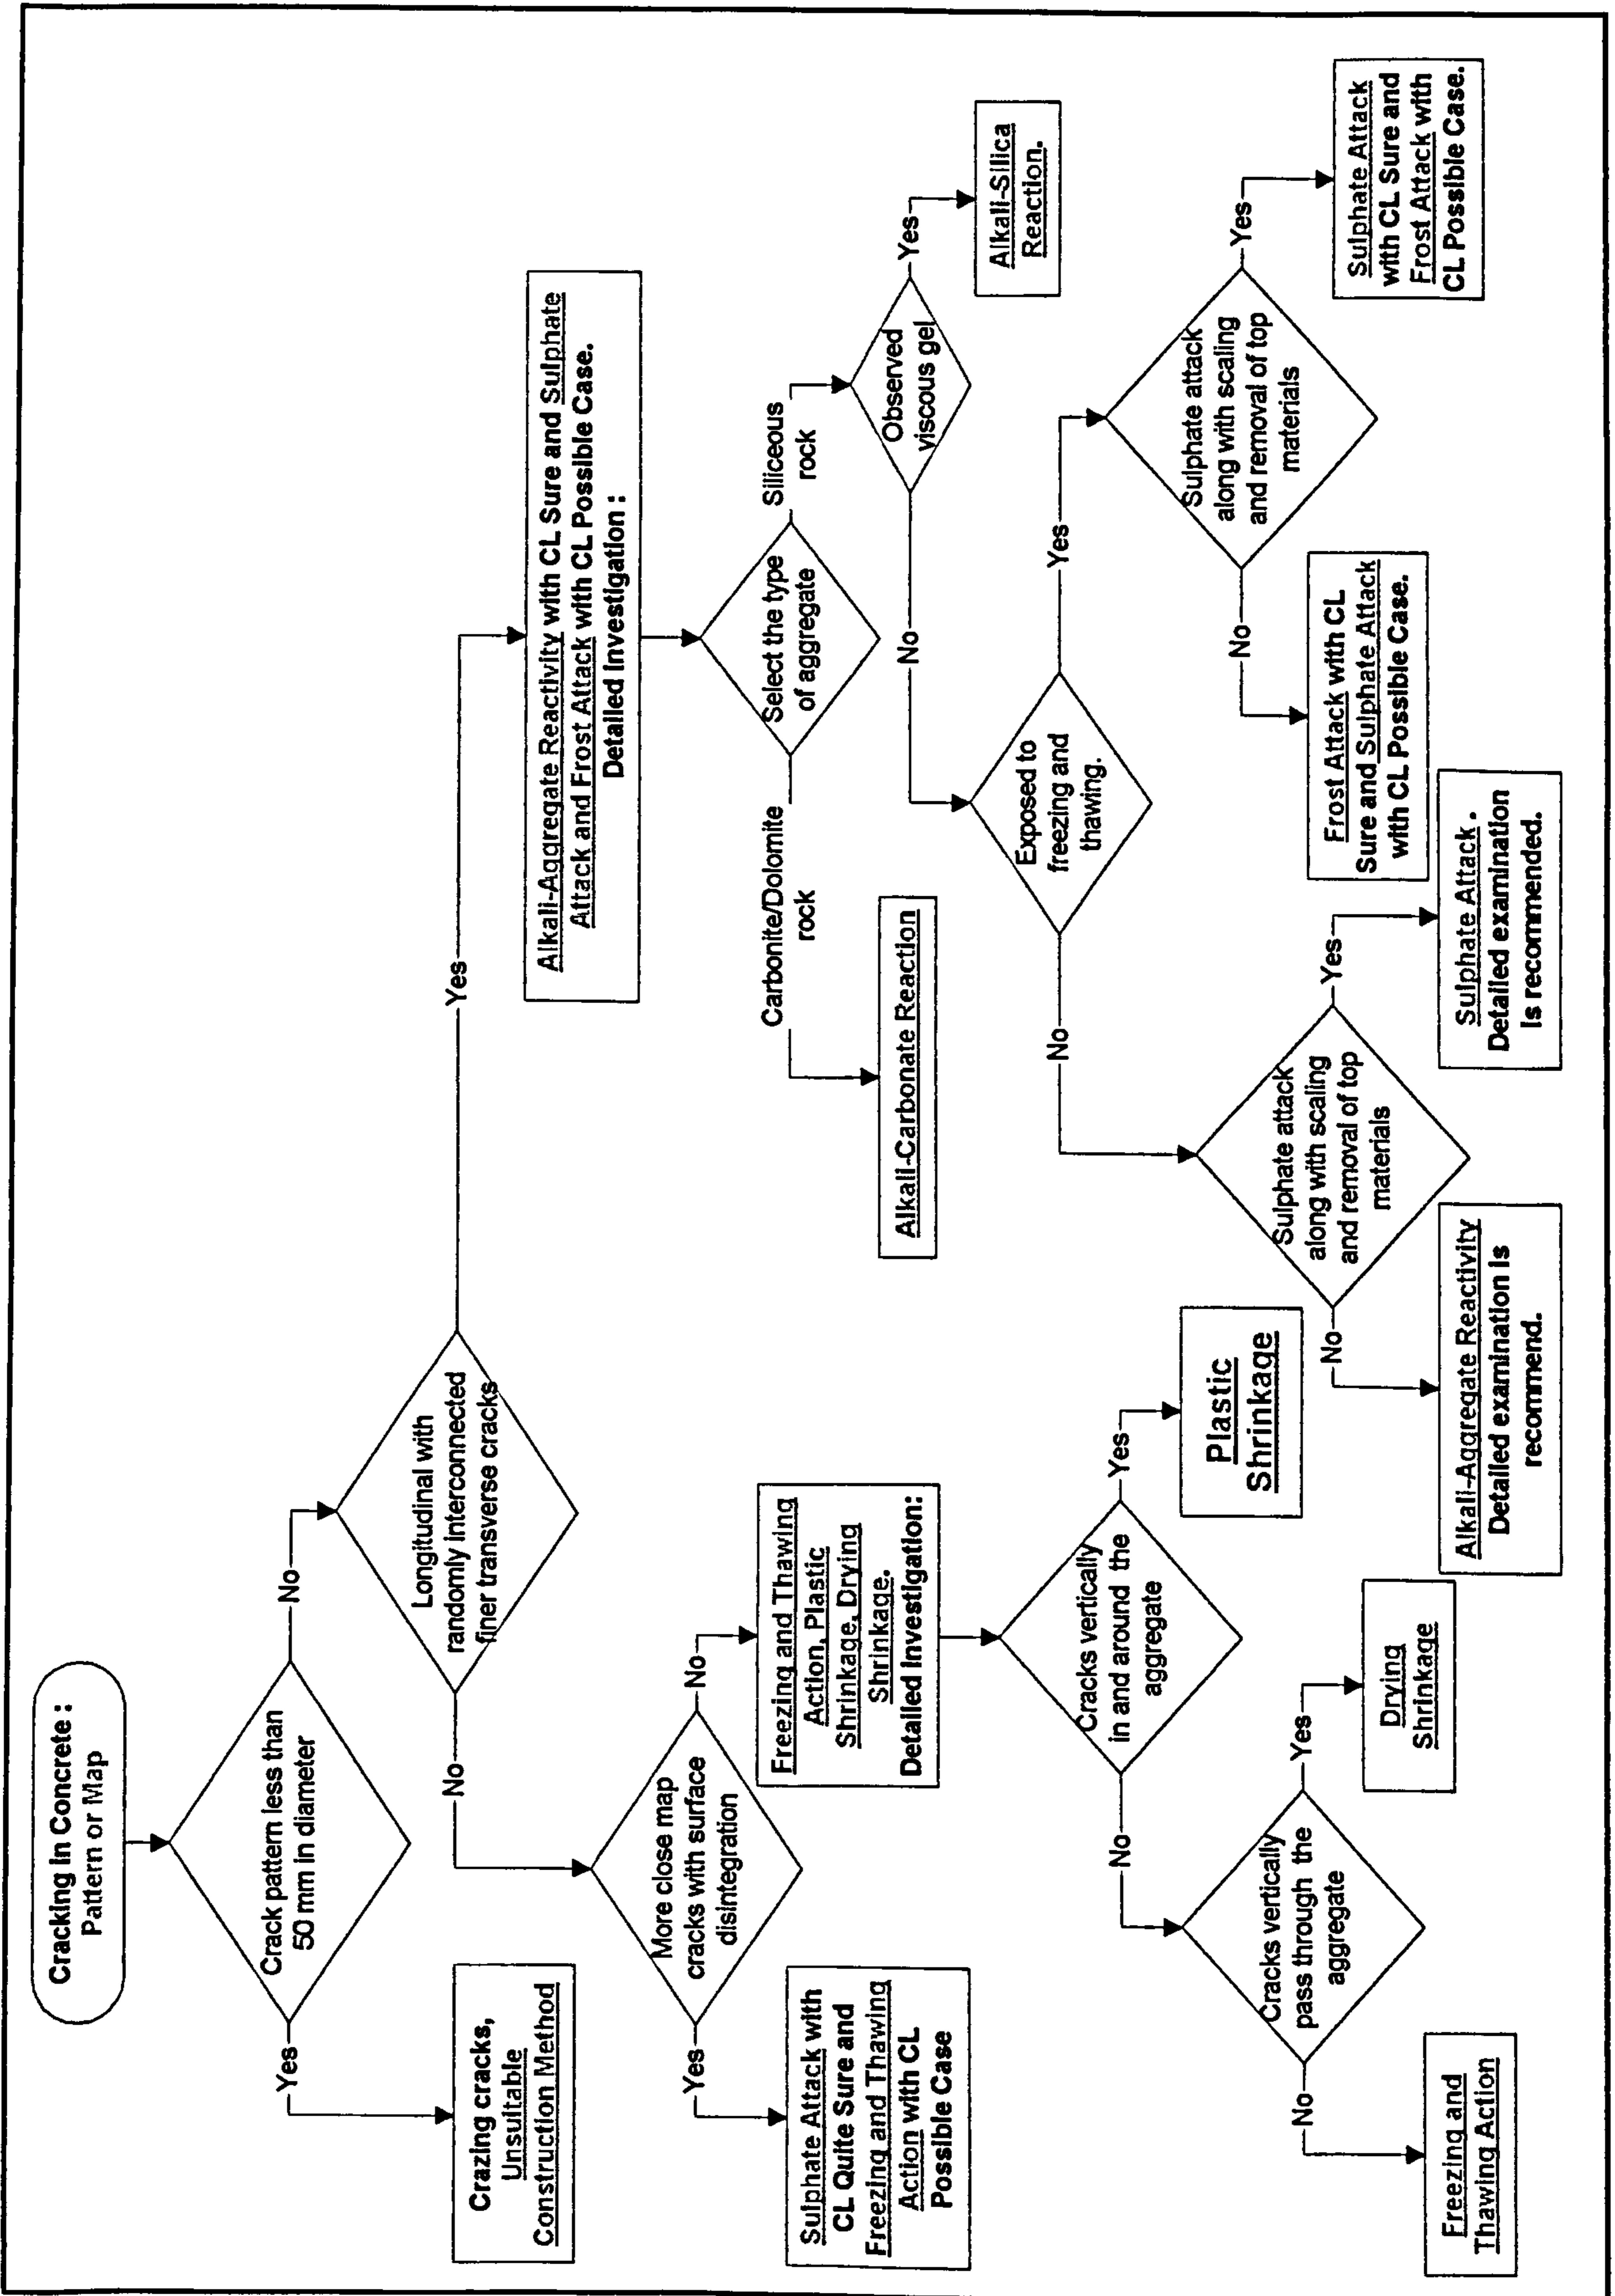 Cracking in Concrete :
Pattern or Map
Crack pattern less than
50 mm in diameter
Yes
No
Crazing cracks,
Unsuitable
Construction Method
Longitudinal with
randomly interconnected
finer transverse cracks
No
Yes
More close map
cracks with surface
disintegration
Yes
No
Sulphate Attack with
CL Quite Sure and
Freezing and Thawing
Action with CL
Possible Case
Freezing and Thawing
Action, Plastic
Shrinkage, Drying
Shrinkage.
Detailed Investigation:
Cracks vertically
in and around the
aggregate
No
Yes
Plastic
Shrinkage
Cracks vertically
pass through the
aggregate
No
Yes
Freezing and
Thawing Action
Drying
Shrinkage
Alkali-Aggregate Reactivity with CL Sure and Sulphate
Attack and Frost Attack with CL Possible Case.
Detailed Investigation :
Select the type
of aggregate
Carbonite/Dolomite
rock
Siliceous
rock
Alkali-Carbonate Reaction
Observed
viscous gel
No
Yes
Alkali-Silica
Reaction.
Exposed to
freezing and
thawing.
No
Yes
Sulphate attack
along with scaling
and removal of top
materials
No
Yes
Alkali-Aggregate Reactivity
Detailed examination is
recommend.
Sulphate Attack.
Detailed examination
is recommended.
Sulphate attack
along with scaling
and removal of top
materials
No
Yes
Frost Attack with CL
Sure and Sulphate Attack
with CL Possible Case.
Sulphate Attack
with CL Sure and
Frost Attack with
CL Possible Case.